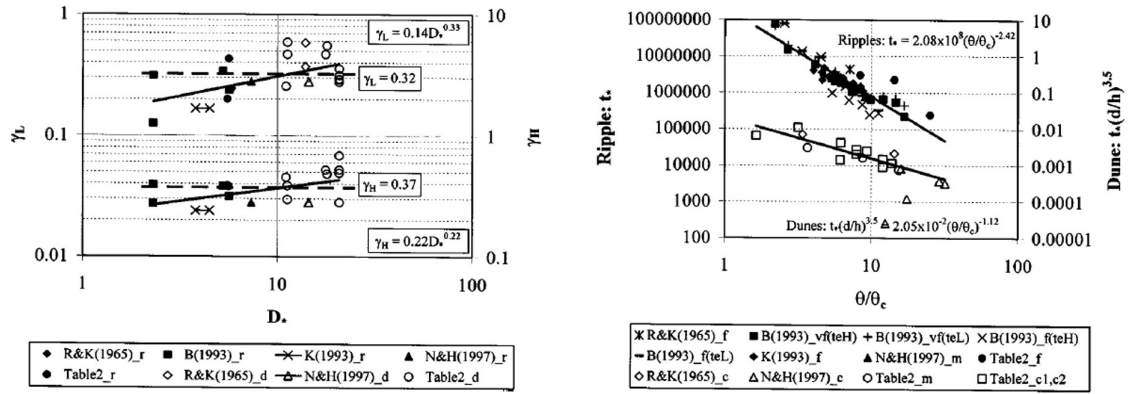 1
10
γL = 0.14D*^0.33
γL = 0.32
γL
0.1
1
γH
γH = 0.37
γH = 0.22D*^0.22
0.01
0.1
1
10
100
D*
R&K(1965)_r
B(1993)_r
K(1993)_r
N&H(1997)_r
Table2_r
R&K(1965)_d
N&H(1997)_d
Table2_d
100000000
10
Ripples: t* = 2.08x10^8(θ/θc)^-2.42
10000000
1
1000000
0.1
Ripple: t*
100000
0.01
Dune: t*(d/h)^3.5
10000
0.001
1000
0.0001
Dunes: t*(d/h)^3.5 2.05x10^-2(θ/θc)^-1.12
100
0.00001
1
10
100
θ/θc
R&K(1965)_f
B(1993)_vf(teH)
B(1993)_vf(teL)
B(1993)_f(teH)
B(1993)_f(teL)
K(1993)_f
N&H(1997)_m
Table2_f
R&K(1965)_c
N&H(1997)_c
Table2_m
Table2_c1,c2